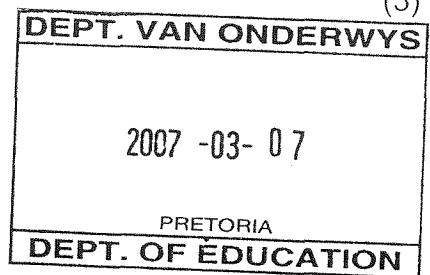 (3)
DEPT. VAN ONDERWYS
2007 -03- 07
PRETORIA
DEPT. OF EDUCATION